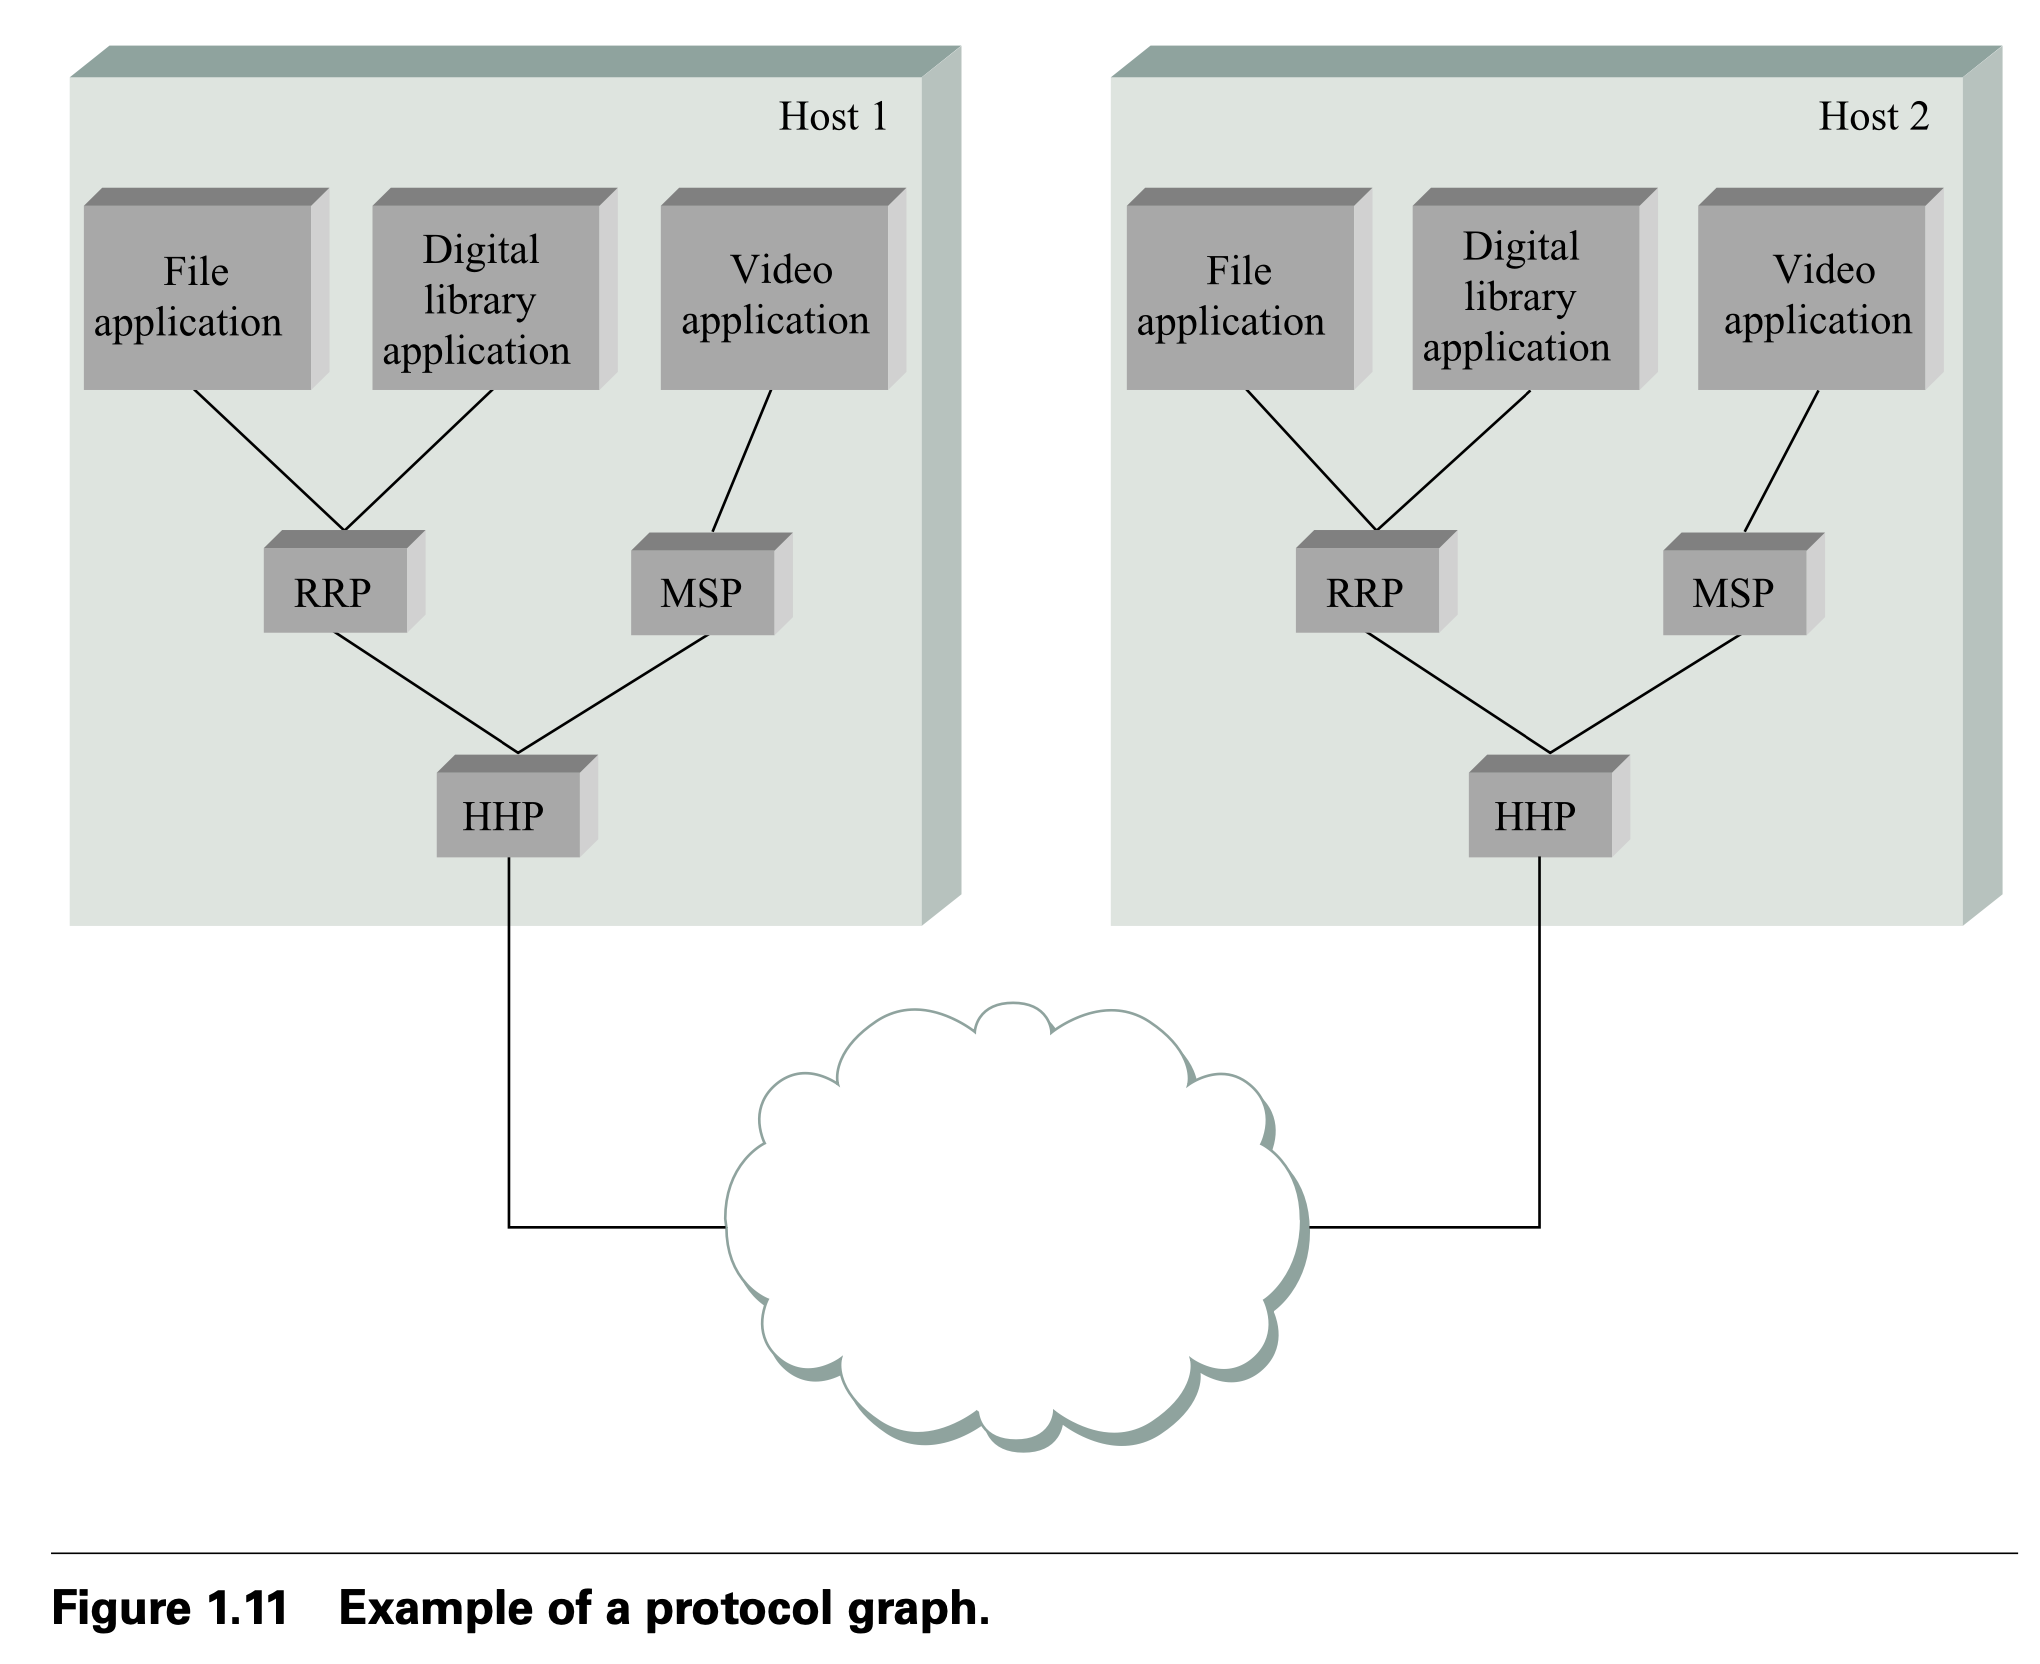 Host 1
File
application
Digital
library
application
Video
application
RRP
MSP
HHP
Host 2
File
application
Digital
library
application
Video
application
RRP
MSP
HHP
Figure 1.11 Example of a protocol graph.